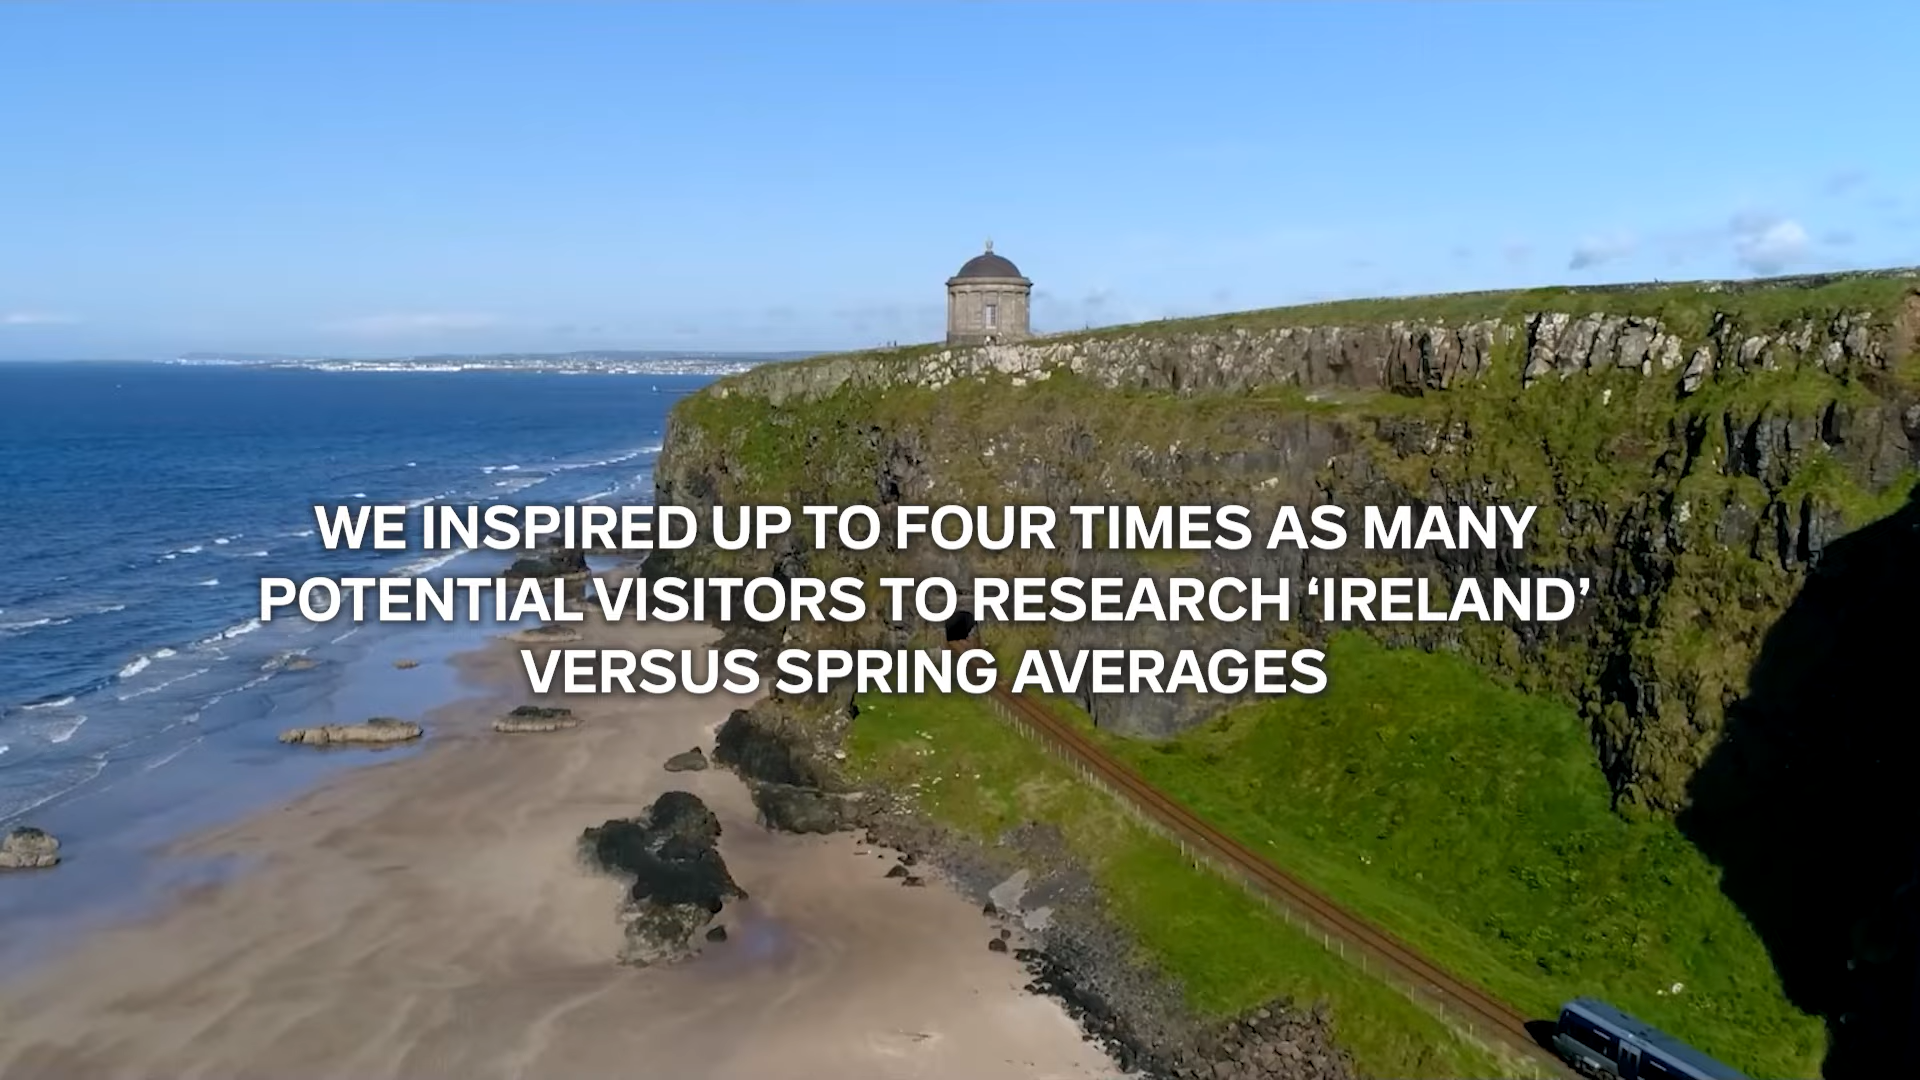 WE INSPIRED UP TO FOUR TIMES AS MANY
POTENTIAL VISITORS TO RESEARCH ‘IRELAND’
VERSUS SPRING AVERAGES